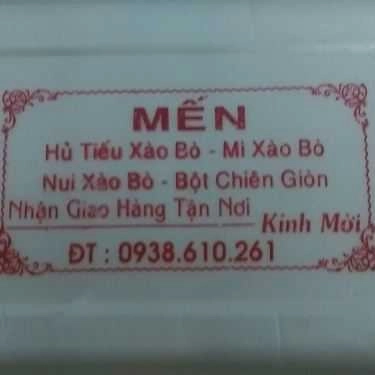 MẾN
Hủ Tiếu Xào Bò - Mì Xào Bò
Nui Xào Bò - Bột Chiên Giòn
Nhận Giao Hàng Tận Nơi
Kính Mời
ĐT : 0938.610.261